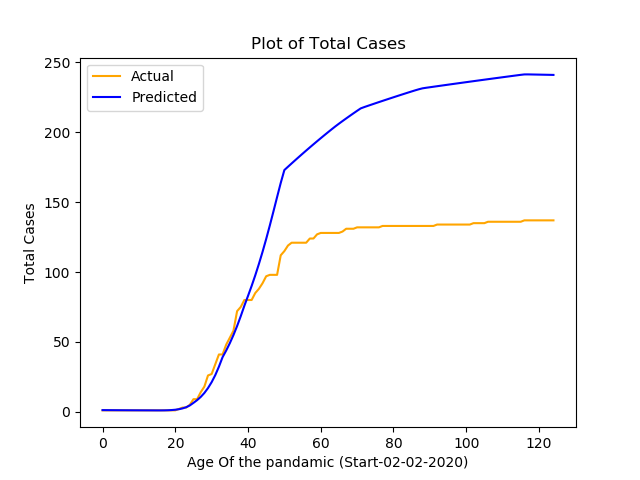 Plot of Total Cases
Actual
Predicted
250
200
150
100
50
0
Total Cases
0 20 40 60 80 100 120
Age Of the pandamic (Start-02-02-2020)